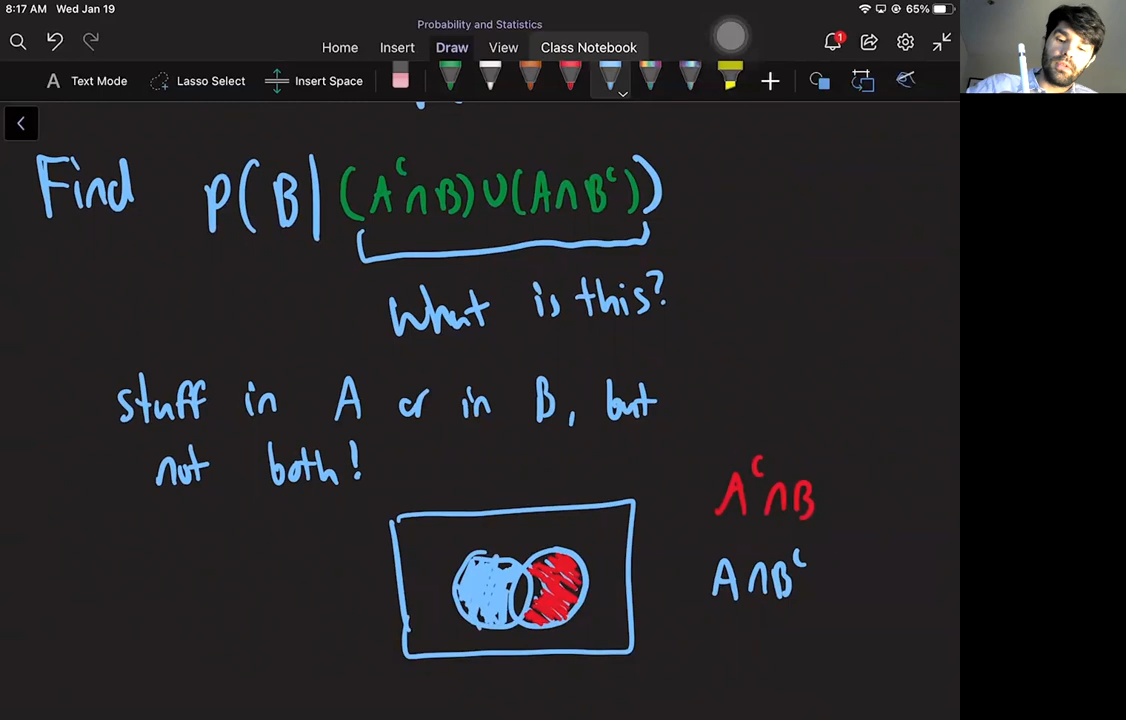 8:17 AM Wed Jan 19
65%
Probability and Statistics
Home Insert Draw View Class Notebook
1
A Text Mode Lasso Select Insert Space
Find P(B|(Aᶜ∩B)∪(A∩Bᶜ))
What is this?
stuff in A or in B, but
not both!
Aᶜ∩B
A∩Bᶜ